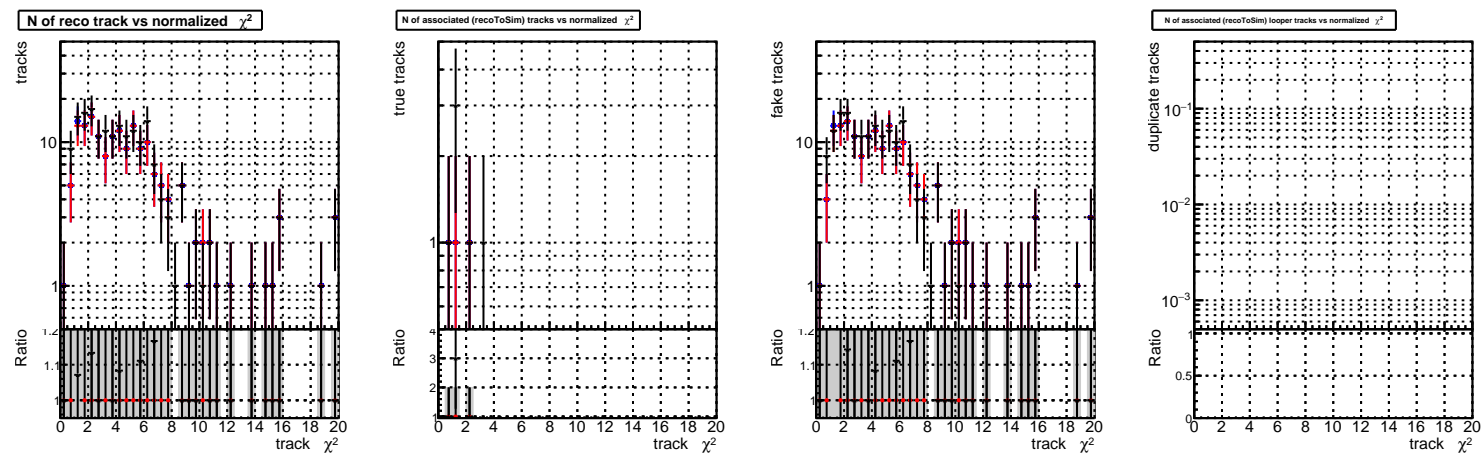 N of reco track vs normalized χ²
tracks
10
1
Ratio
1.2
1.1
1
0 2 4 6 8 10 12 14 16 18 20
track χ²
N of associated (recoToSim) tracks vs normalized χ²
true tracks
1
Ratio
4
3
2
1
0 2 4 6 8 10 12 14 16 18 20
track χ²
fake tracks
10
1
Ratio
1.2
1.1
1
0 2 4 6 8 10 12 14 16 18 20
track χ²
N of associated (recoToSim) looper tracks vs normalized χ²
duplicate tracks
10⁻¹
10⁻²
10⁻³
Ratio
1
0.5
0
0 2 4 6 8 10 12 14 16 18 20
track χ²